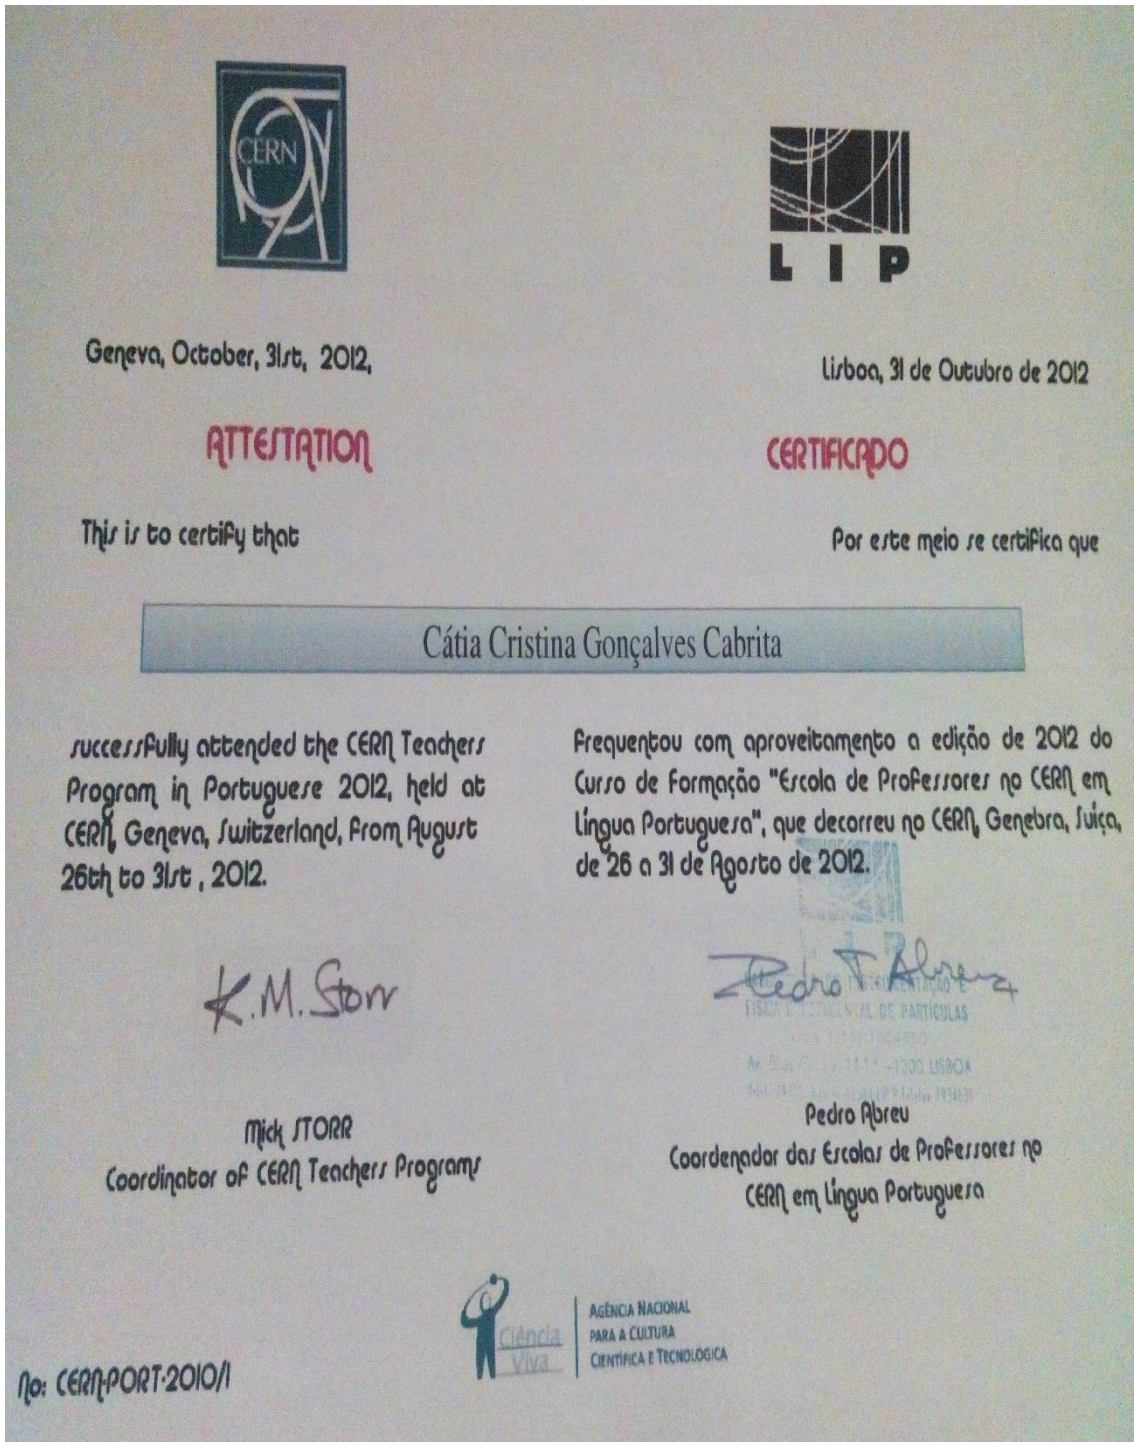 CERN
LIP
Geneva, October, 31st, 2012,
Lisboa, 31 de Outubro de 2012
ATTESTATION
CERTIFICADO
This is to certify that
Por este meio se certifica que
Cátia Cristina Gonçalves Cabrita
successfully attended the CERN Teachers
Program in Portuguese 2012, held at
CERN, Geneva, Switzerland, from August
26th to 31st , 2012.
Frequentou com aproveitamento a edição de 2012 do
Curso de Formação "Escola de Professores no CERN em
Língua Portuguesa", que decorreu no CERN, Genebra, Suíça,
de 26 a 31 de Agosto de 2012.
K.M. Storr
Pedro T Abreu
DE PARTÍCULAS
1000 LISBOA
Mick STORR
Coordinator of CERN Teachers Programs
Pedro Abreu
Coordenador das Escolas de Professores no
CERN em Língua Portuguesa
Ciência
Viva
AGÊNCIA NACIONAL
PARA A CULTURA
CIENTÍFICA E TECNOLÓGICA
No: CERN-PORT-2010/1